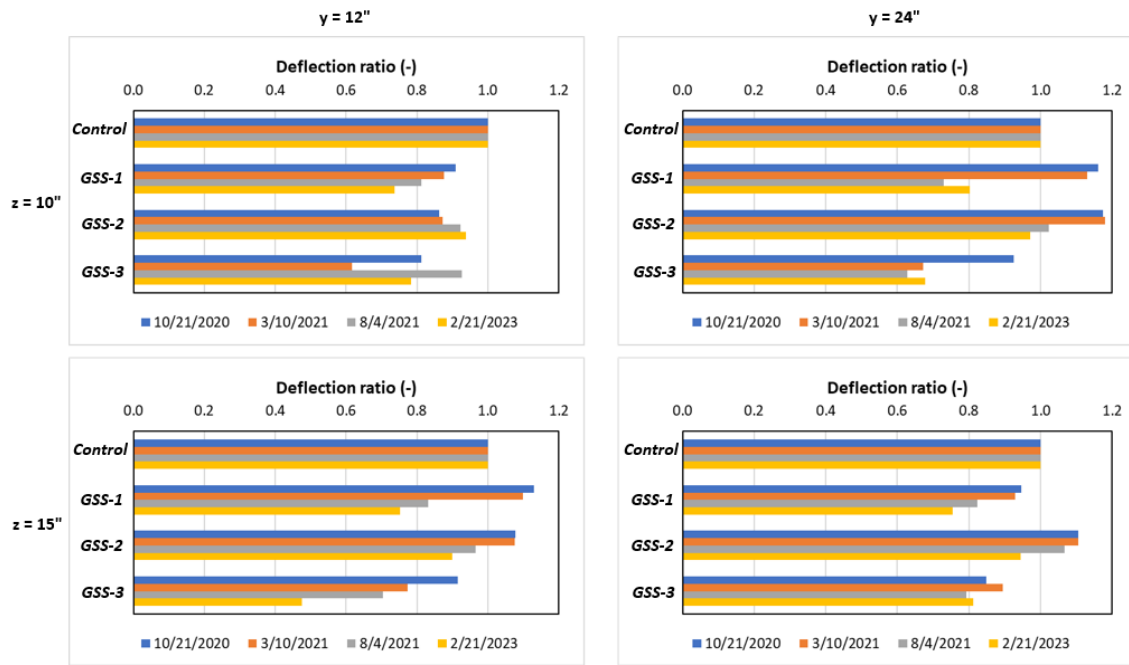 y = 12"
y = 24"
Deflection ratio (-)
0.0 0.2 0.4 0.6 0.8 1.0 1.2
Control
GSS-1
GSS-2
GSS-3
10/21/2020 3/10/2021 8/4/2021 2/21/2023
Deflection ratio (-)
0.0 0.2 0.4 0.6 0.8 1.0 1.2
Control
GSS-1
GSS-2
GSS-3
10/21/2020 3/10/2021 8/4/2021 2/21/2023
z = 10"
Deflection ratio (-)
0.0 0.2 0.4 0.6 0.8 1.0 1.2
Control
GSS-1
GSS-2
GSS-3
10/21/2020 3/10/2021 8/4/2021 2/21/2023
Deflection ratio (-)
0.0 0.2 0.4 0.6 0.8 1.0 1.2
Control
GSS-1
GSS-2
GSS-3
10/21/2020 3/10/2021 8/4/2021 2/21/2023
z = 15"